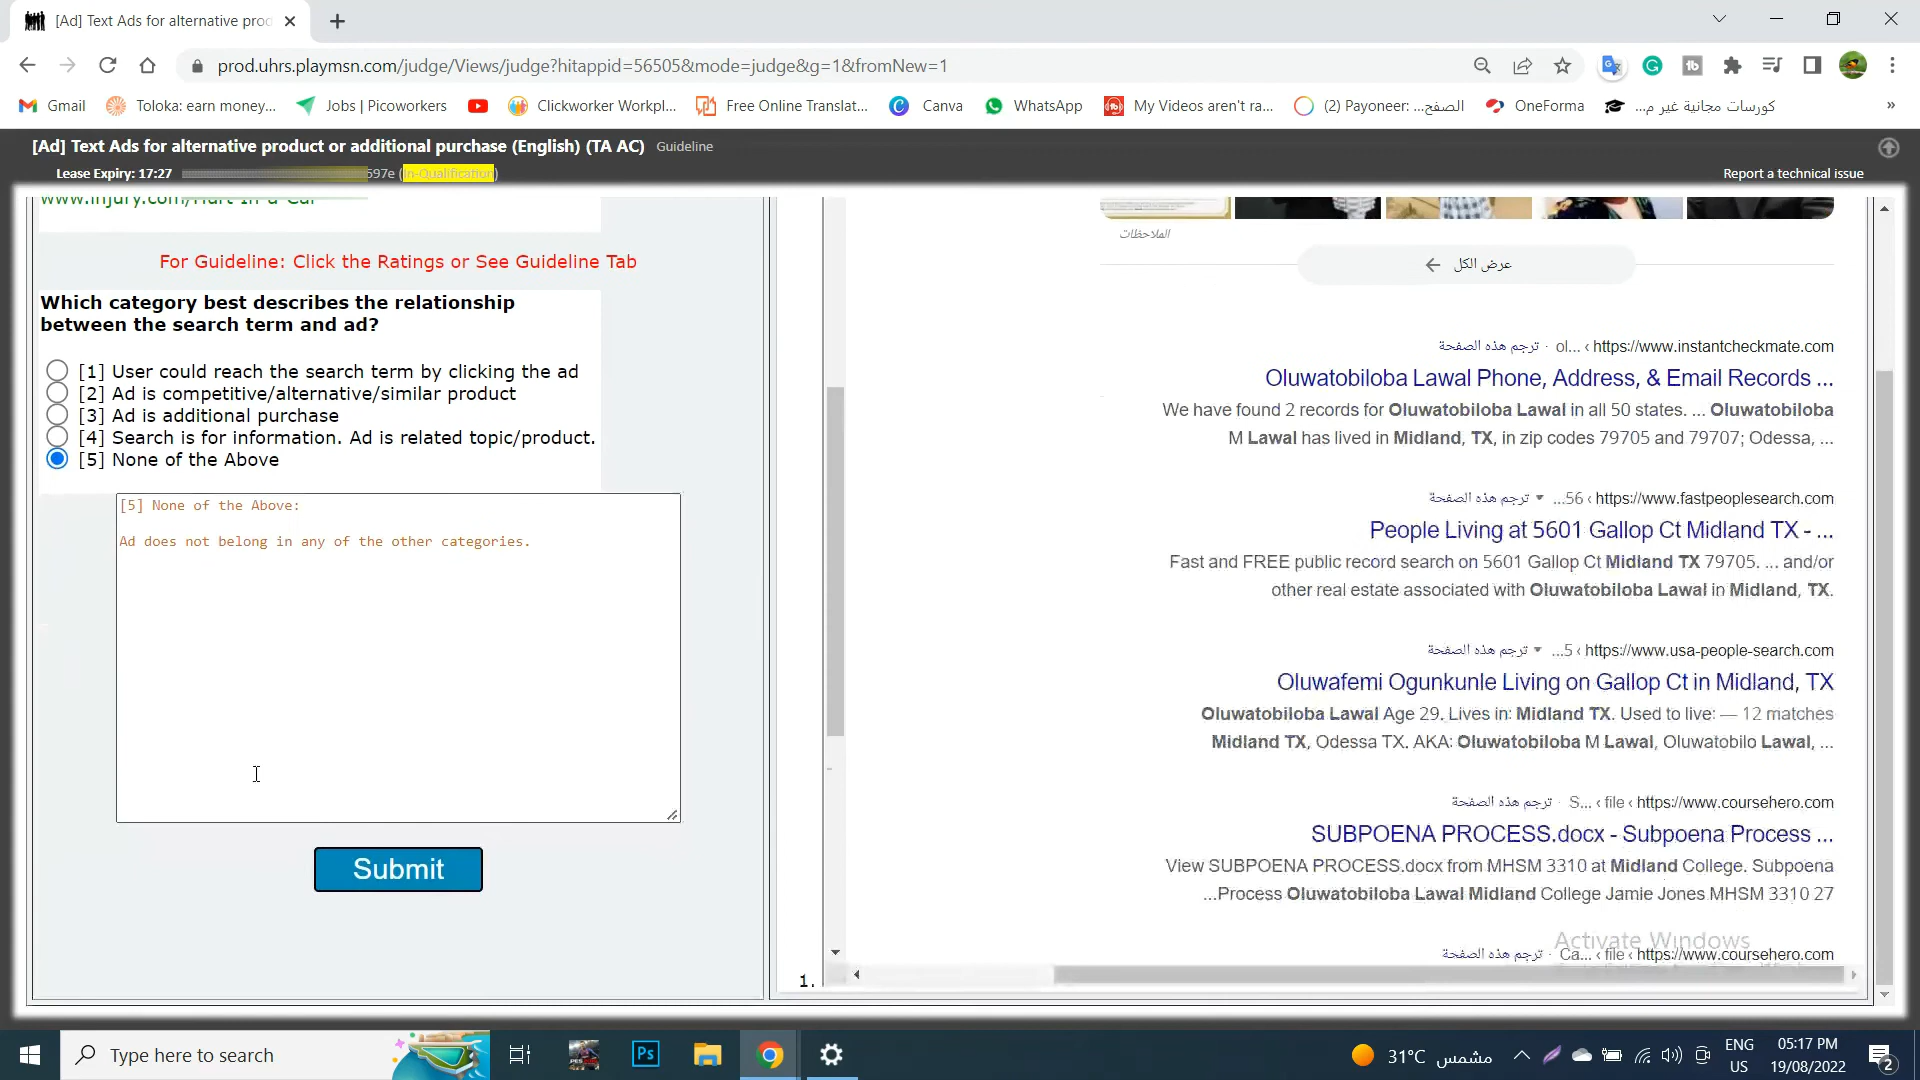 [Ad] Text Ads for alternative proc
prod.uhrs.playmsn.com/judge/Views/judge?hitappid=56505&mode=judge&g=1&fromNew=1
Gmail
Toloka: earn money...
Jobs | Picoworkers
Clickworker Workpl...
Free Online Translat...
Canva
WhatsApp
My Videos aren't ra...
(2) Payoneer: ...الصفح
OneForma
كورسات مجانية غير م...
»
[Ad] Text Ads for alternative product or additional purchase (English) (TA AC) Guideline
Lease Expiry: 17:27
597e (In-Qualification)
Report a technical issue
www.injury.com/Hurt-In-a-Car
For Guideline: Click the Ratings or See Guideline Tab
Which category best describes the relationship
between the search term and ad?
[1] User could reach the search term by clicking the ad
[2] Ad is competitive/alternative/similar product
[3] Ad is additional purchase
[4] Search is for information. Ad is related topic/product.
[5] None of the Above
[5] None of the Above:
Ad does not belong in any of the other categories.
Submit
الملاحظات
عرض الكل
https://www.instantcheckmate.com › ol... · ترجم هذه الصفحة
Oluwatobiloba Lawal Phone, Address, & Email Records ...
We have found 2 records for Oluwatobiloba Lawal in all 50 states. ... Oluwatobiloba
M Lawal has lived in Midland, TX, in zip codes 79705 and 79707; Odessa, ...
https://www.fastpeoplesearch.com › 56... ترجم هذه الصفحة
People Living at 5601 Gallop Ct Midland TX - ...
Fast and FREE public record search on 5601 Gallop Ct Midland TX 79705. ... and/or
other real estate associated with Oluwatobiloba Lawal in Midland, TX.
https://www.usa-people-search.com › 5... ترجم هذه الصفحة
Oluwafemi Ogunkunle Living on Gallop Ct in Midland, TX
Oluwatobiloba Lawal Age 29. Lives in: Midland TX. Used to live: — 12 matches
Midland TX, Odessa TX. AKA: Oluwatobiloba M Lawal, Oluwatobilo Lawal, ...
https://www.coursehero.com › file › S... · ترجم هذه الصفحة
SUBPOENA PROCESS.docx - Subpoena Process ...
View SUBPOENA PROCESS.docx from MHSM 3310 at Midland College. Subpoena
...Process Oluwatobiloba Lawal Midland College Jamie Jones MHSM 3310 27
Activate Windows
https://www.coursehero.com › file › Ca... · ترجم هذه الصفحة
1.
Type here to search
Ps
31°C مشمس
ENG
US
05:17 PM
19/08/2022
2